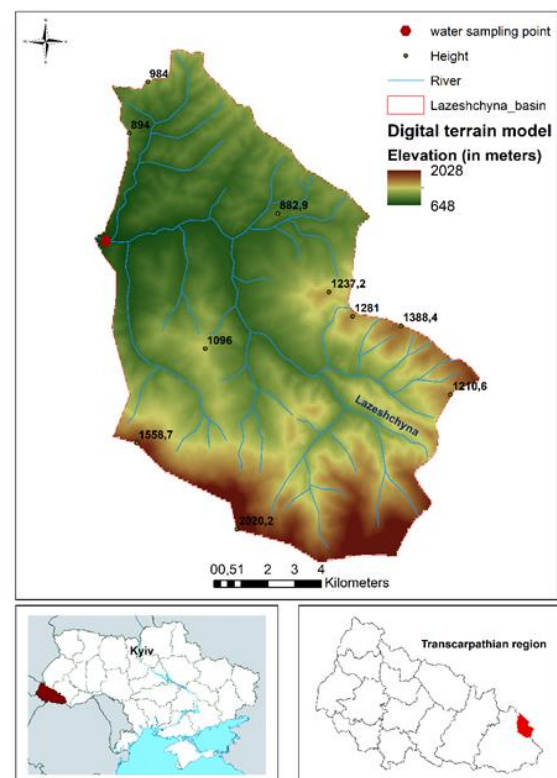 water sampling point
Height
River
Lazeshchyna_basin
Digital terrain model
Elevation (in meters)
2028
648
984
894
882,9
1237,2
1281
1388,4
1096
1210,6
Lazeshchyna
1558,7
2020,2
00,51 2 3 4
Kilometers
Kyiv
Transcarpathian region